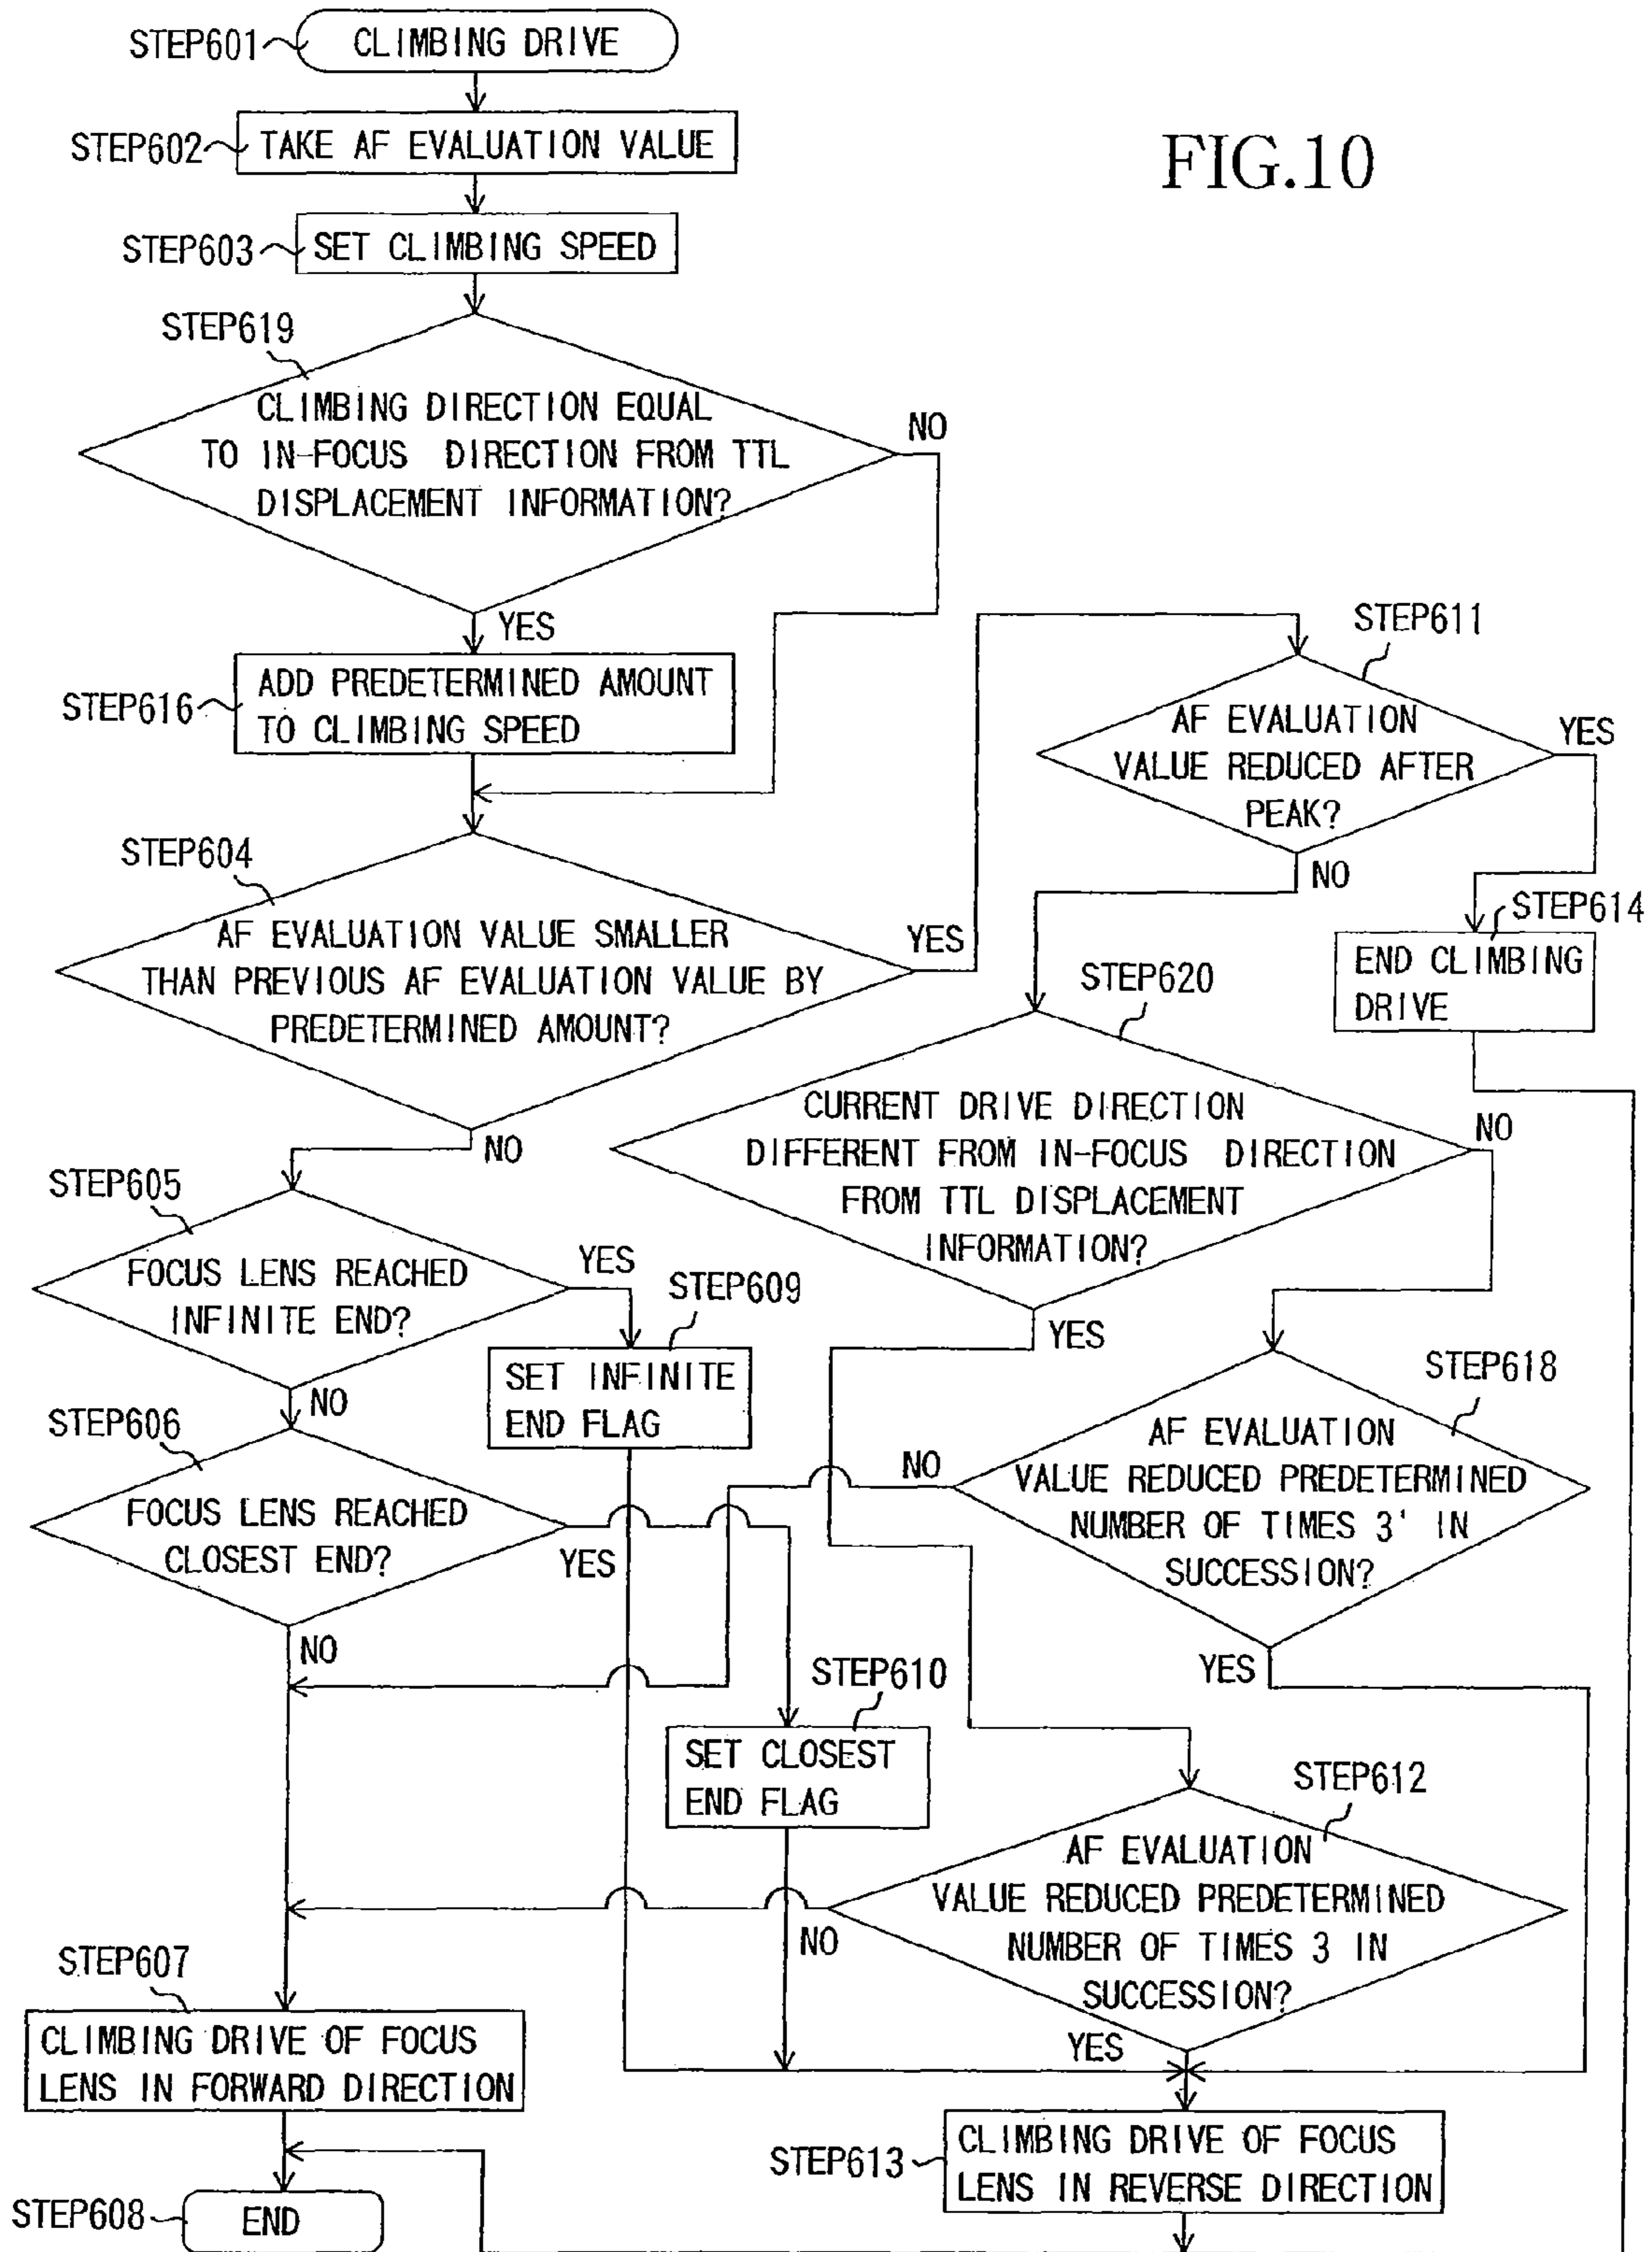 FIG.10
STEP601
CLIMBING DRIVE
STEP602
TAKE AF EVALUATION VALUE
STEP603
SET CLIMBING SPEED
STEP619
CLIMBING DIRECTION EQUAL
TO IN-FOCUS DIRECTION FROM TTL
DISPLACEMENT INFORMATION?
NO
YES
STEP616
ADD PREDETERMINED AMOUNT
TO CLIMBING SPEED
STEP604
AF EVALUATION VALUE SMALLER
THAN PREVIOUS AF EVALUATION VALUE BY
PREDETERMINED AMOUNT?
YES
NO
STEP605
FOCUS LENS REACHED
INFINITE END?
YES
NO
STEP609
SET INFINITE
END FLAG
STEP606
FOCUS LENS REACHED
CLOSEST END?
YES
NO
STEP610
SET CLOSEST
END FLAG
STEP607
CLIMBING DRIVE OF FOCUS
LENS IN FORWARD DIRECTION
STEP608
END
STEP611
AF EVALUATION
VALUE REDUCED AFTER
PEAK?
YES
NO
STEP614
END CLIMBING
DRIVE
STEP620
CURRENT DRIVE DIRECTION
DIFFERENT FROM IN-FOCUS DIRECTION
FROM TTL DISPLACEMENT
INFORMATION?
NO
YES
STEP618
AF EVALUATION
VALUE REDUCED PREDETERMINED
NUMBER OF TIMES 3' IN
SUCCESSION?
NO
YES
STEP612
AF EVALUATION
VALUE REDUCED PREDETERMINED
NUMBER OF TIMES 3 IN
SUCCESSION?
NO
YES
STEP613
CLIMBING DRIVE OF FOCUS
LENS IN REVERSE DIRECTION